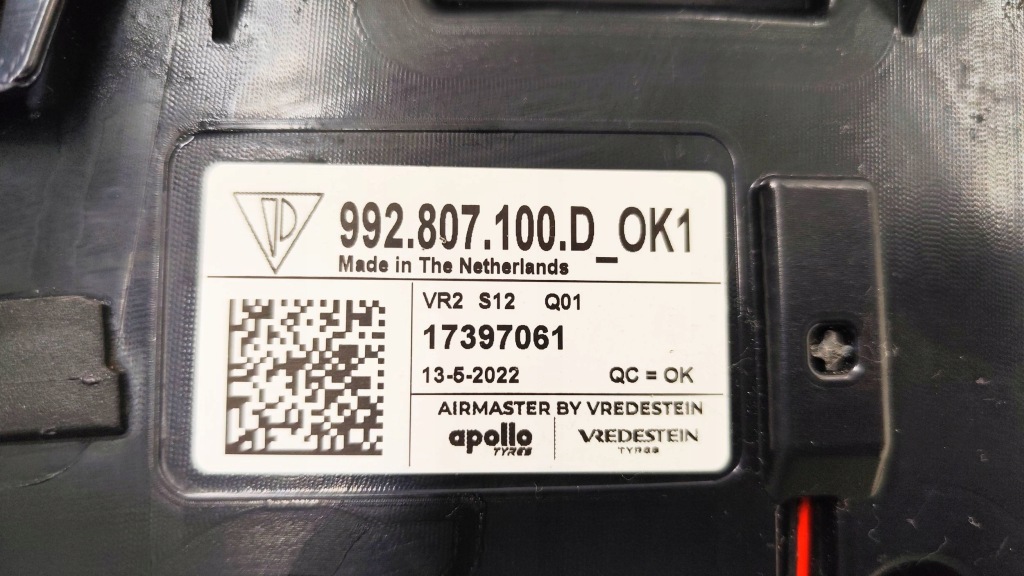 992.807.100.D_OK1
Made in The Netherlands
VR2 S12 Q01
17397061
13-5-2022 QC = OK
AIRMASTER BY VREDESTEIN
apollo VREDESTEIN
TYRES TYRES